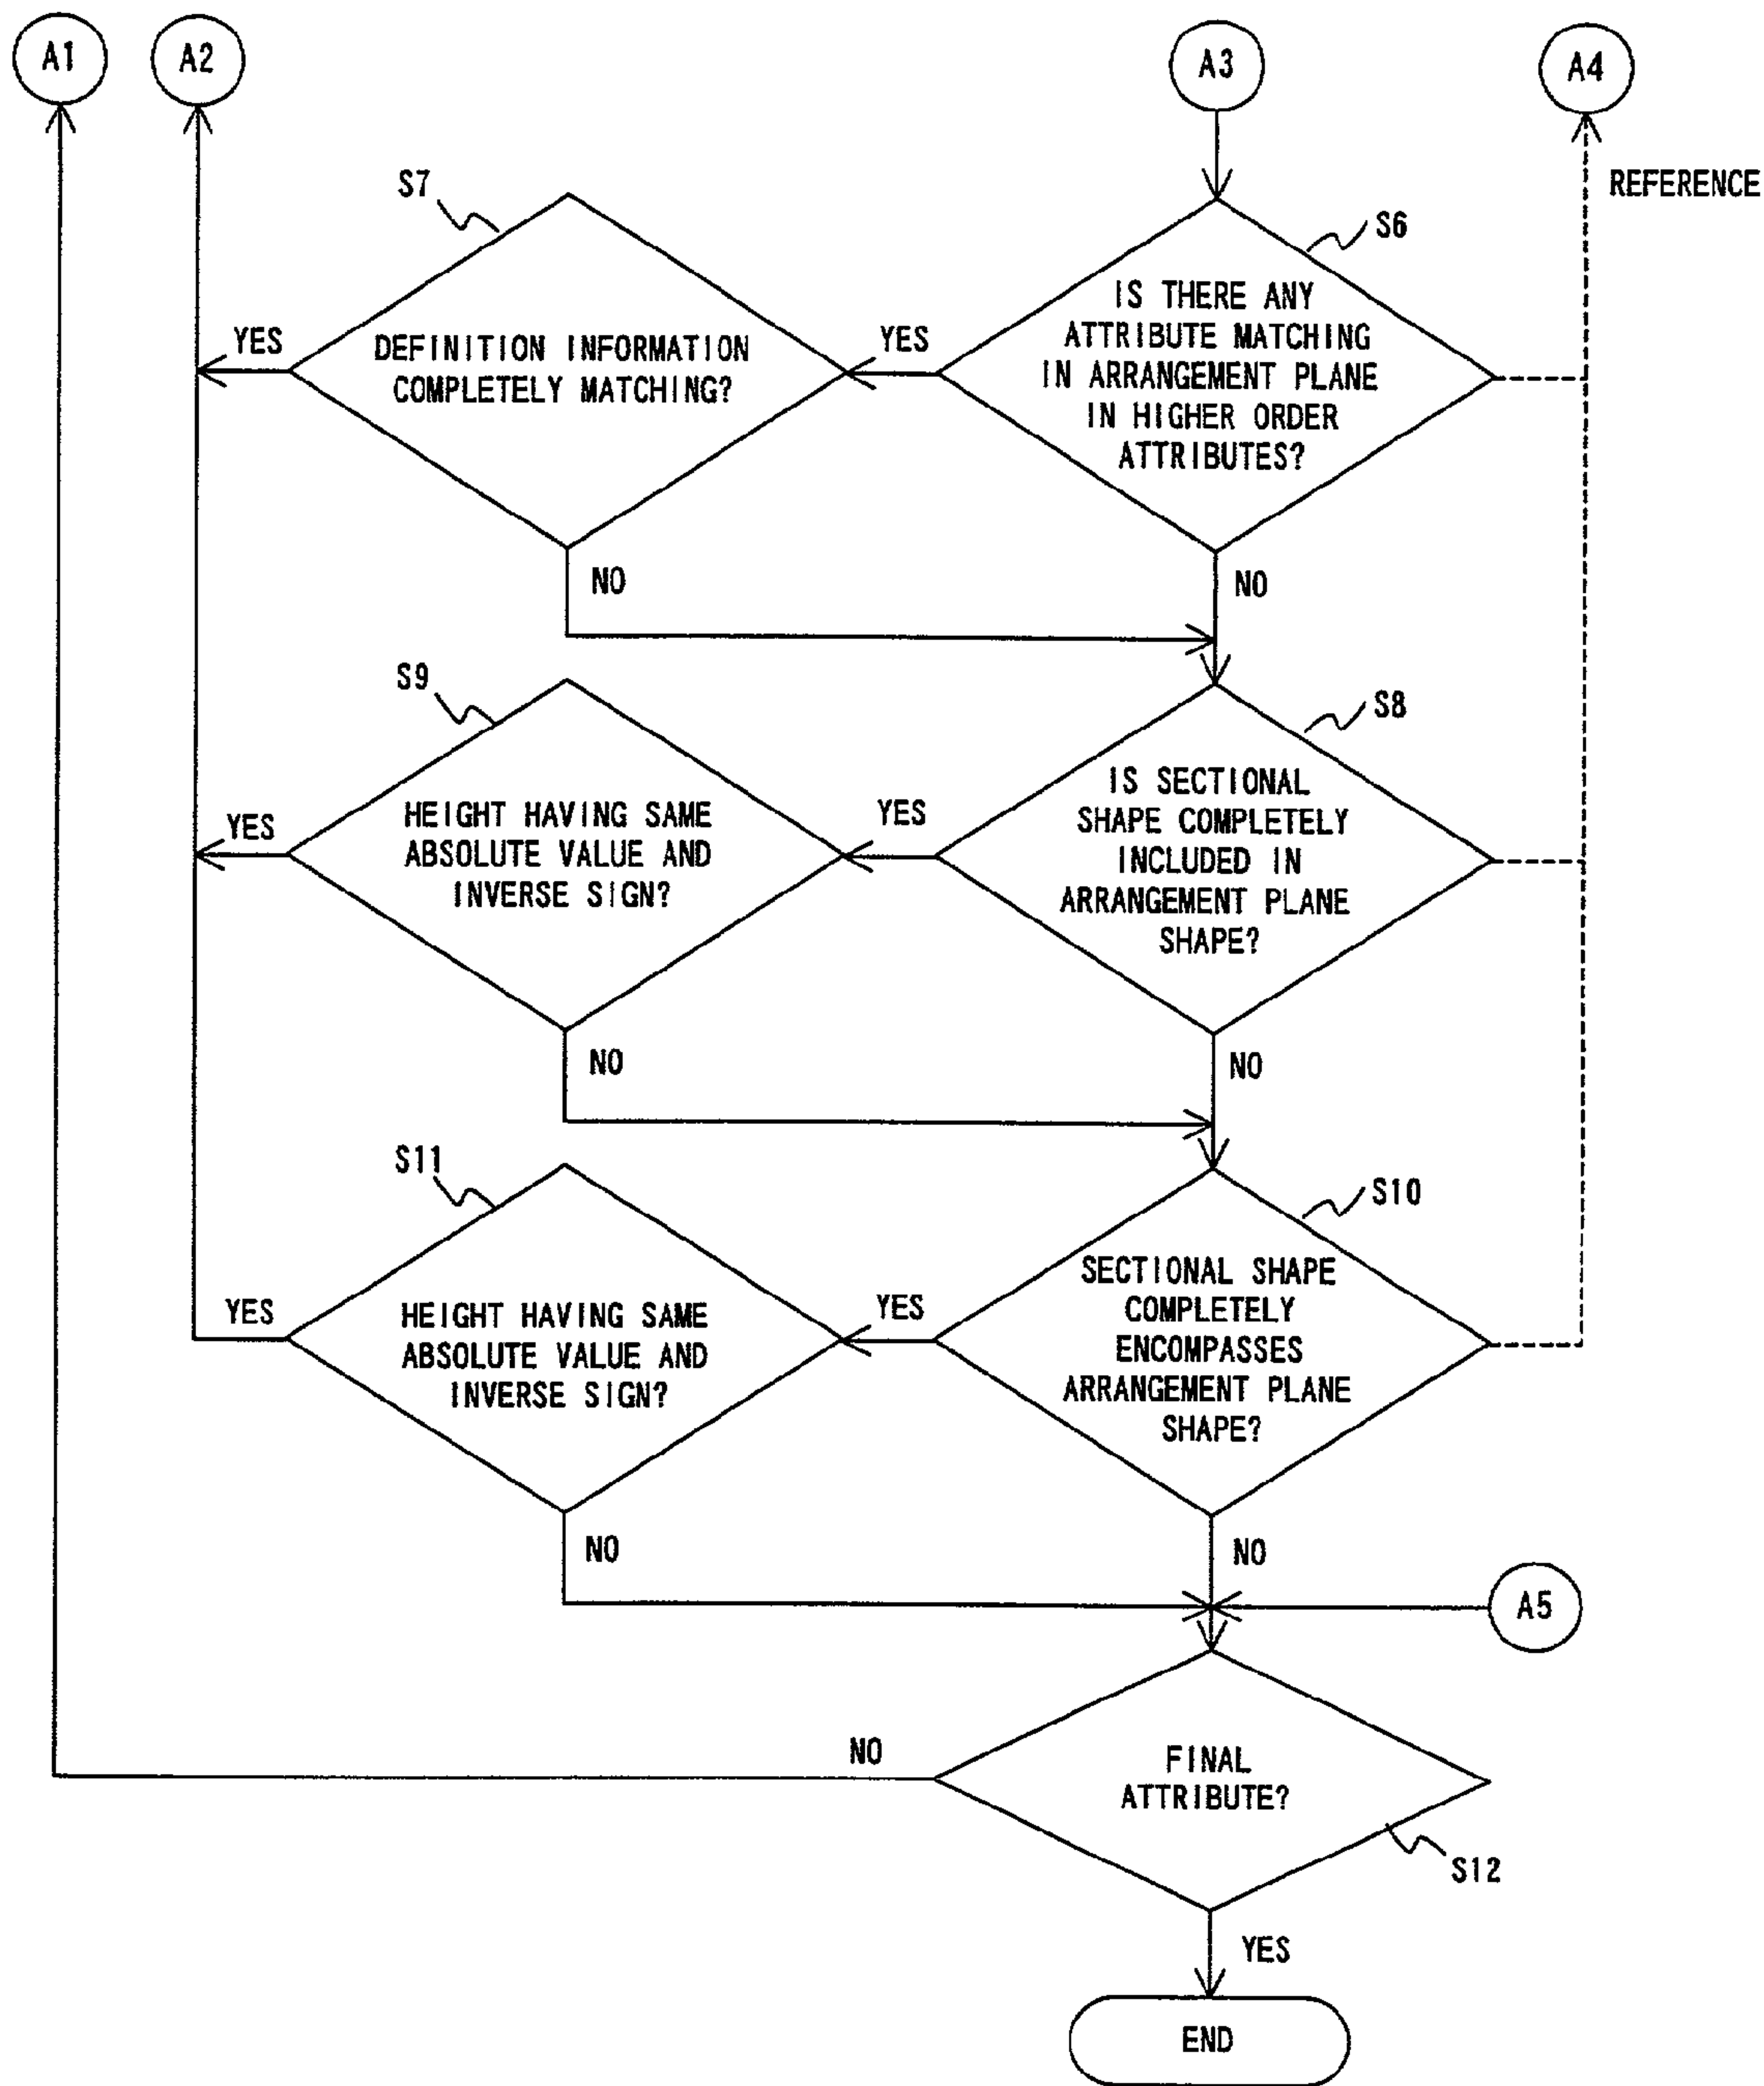 A1
A2
A3
A4
REFERENCE
S7
S6
IS THERE ANY
ATTRIBUTE MATCHING
IN ARRANGEMENT PLANE
IN HIGHER ORDER
ATTRIBUTES?
YES
DEFINITION INFORMATION
COMPLETELY MATCHING?
YES
NO
NO
S9
S8
IS SECTIONAL
SHAPE COMPLETELY
INCLUDED IN
ARRANGEMENT PLANE
SHAPE?
YES
HEIGHT HAVING SAME
ABSOLUTE VALUE AND
INVERSE SIGN?
YES
NO
NO
S11
S10
SECTIONAL SHAPE
COMPLETELY
ENCOMPASSES
ARRANGEMENT PLANE
SHAPE?
YES
HEIGHT HAVING SAME
ABSOLUTE VALUE AND
INVERSE SIGN?
YES
NO
NO
A5
NO
FINAL
ATTRIBUTE?
S12
YES
END